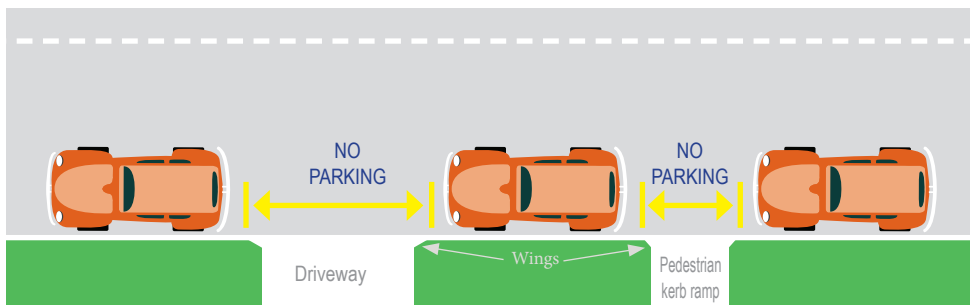 NO
PARKING
NO
PARKING
Driveway
Wings
Pedestrian
kerb ramp